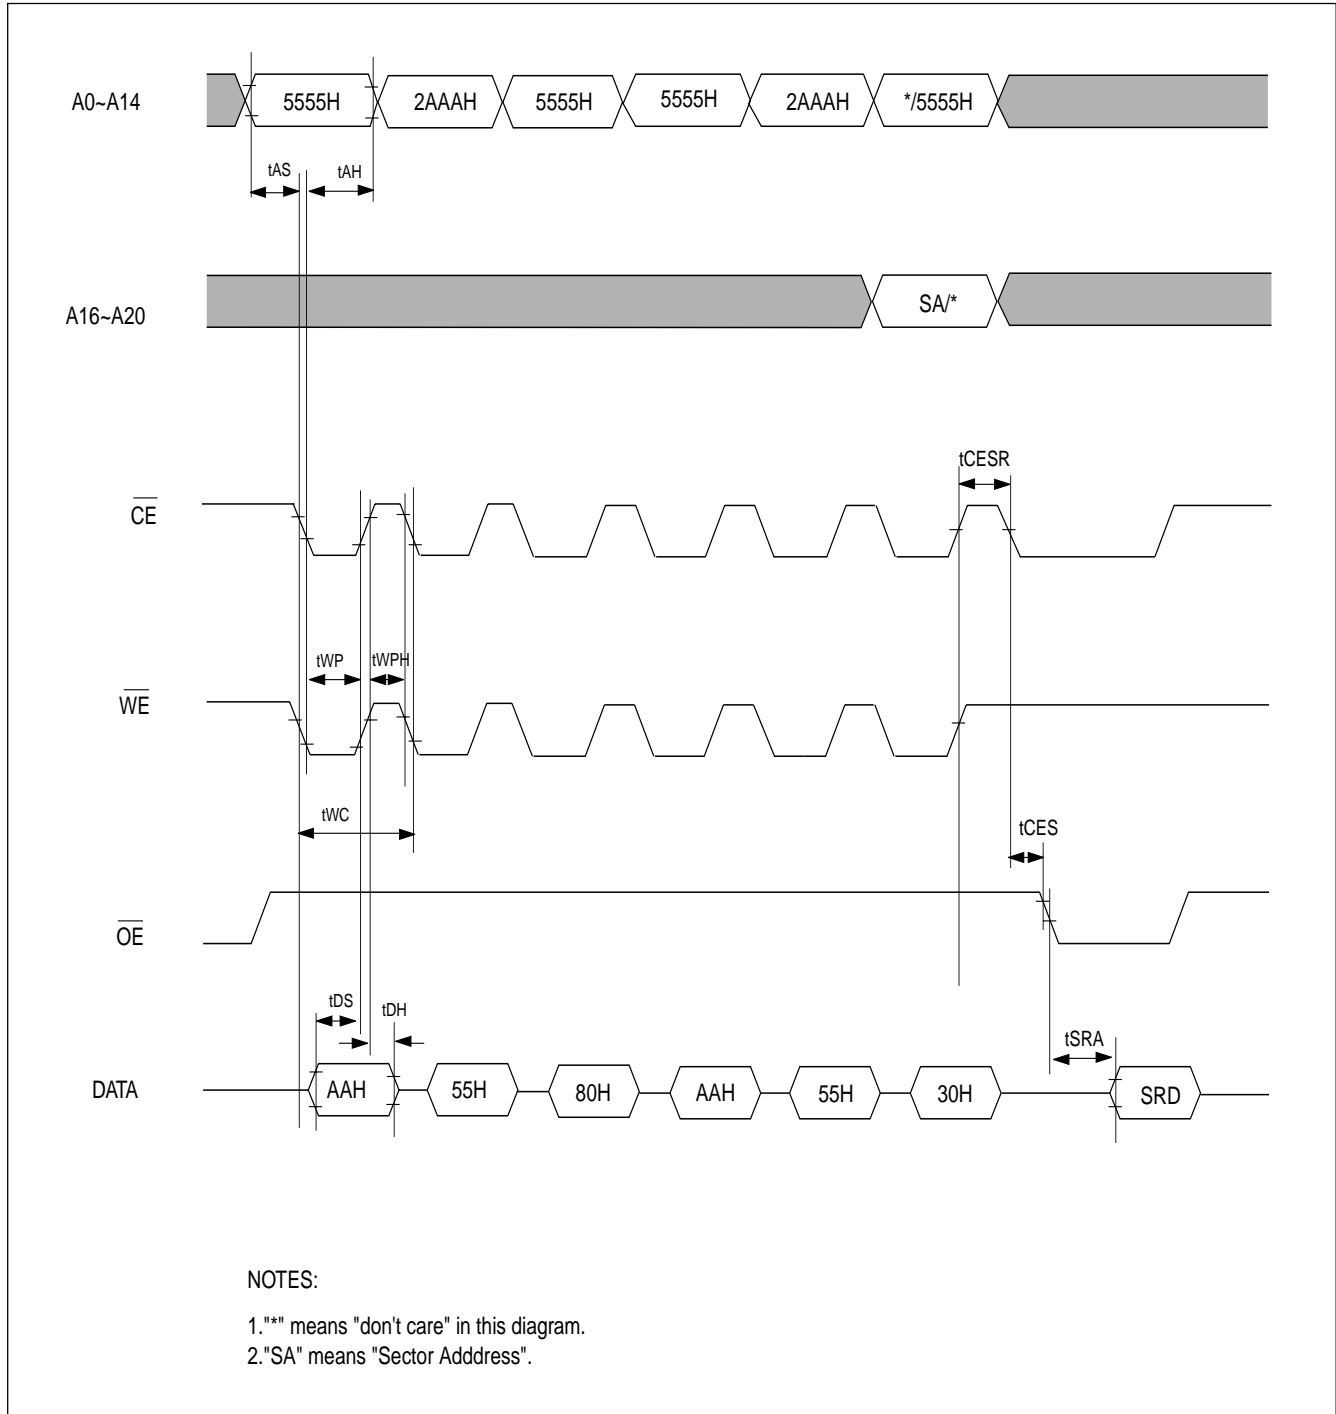 A0~A14 5555H 2AAAH 5555H 5555H 2AAAH */5555H
tAS tAH
A16~A20 SA/*
tCESR
CE
tWP tWPH
WE
tWC
tCES
OE
tDS
tDH
tSRA
DATA AAH 55H 80H AAH 55H 30H SRD
NOTES:
1."*" means "don't care" in this diagram.
2."SA" means "Sector Adddress".